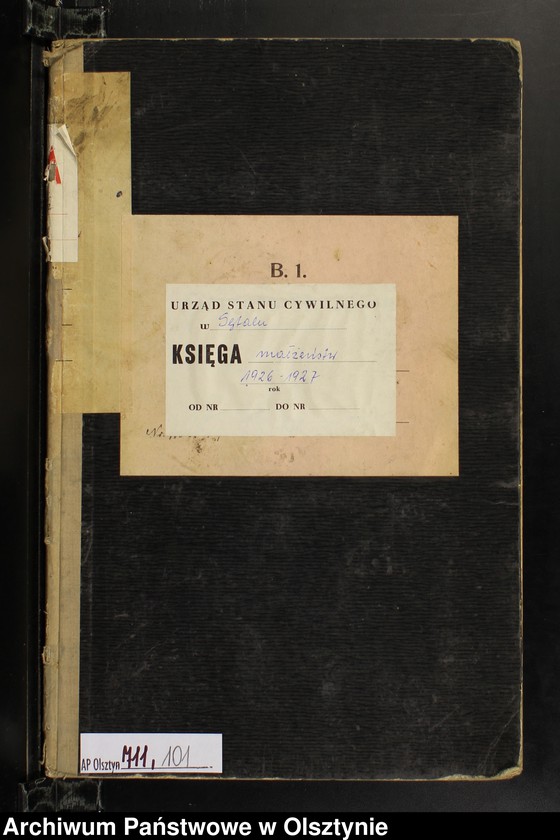 A
B. 1.
URZĄD STANU CYWILNEGO
w Sętalu
KSIĘGA małżeństw
1926-1927
rok
OD NR DO NR
AP Olsztyn 711, 101
Archiwum Państwowe w Olsztynie